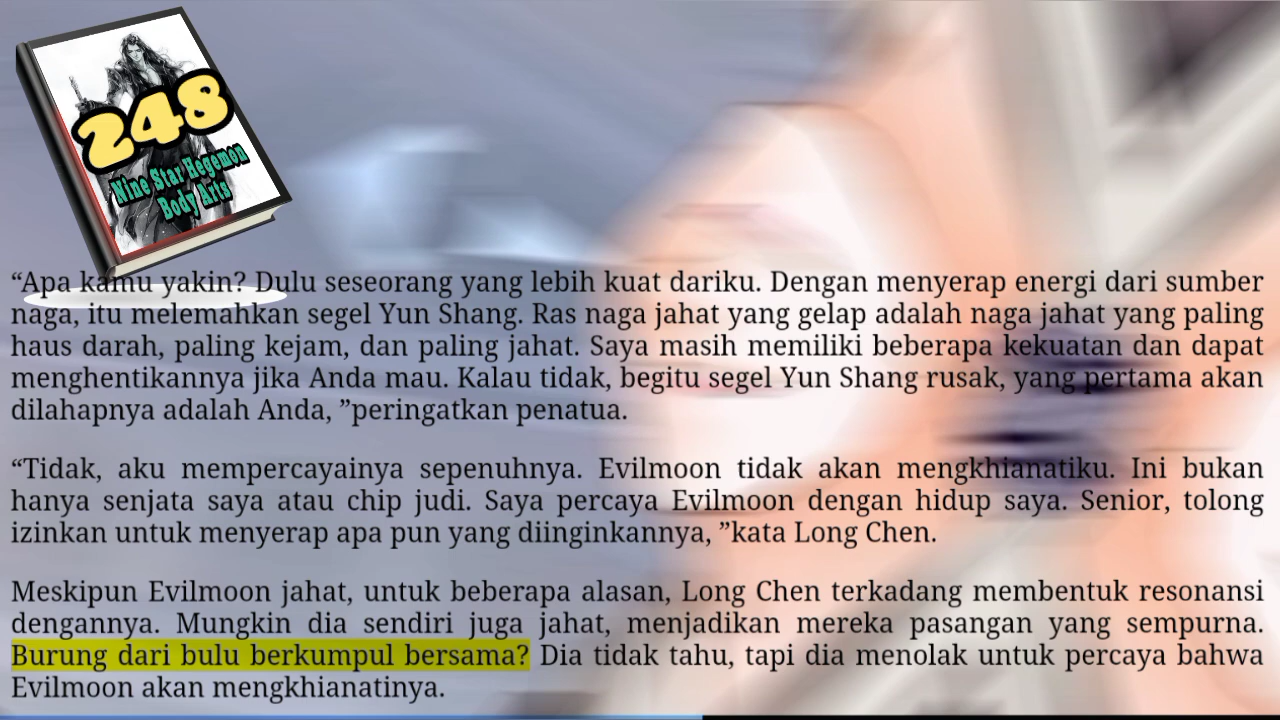 248
Nine Star Hegemon
Body Arts
“Apa kamu yakin? Dulu seseorang yang lebih kuat dariku. Dengan menyerap energi dari sumber
naga, itu melemahkan segel Yun Shang. Ras naga jahat yang gelap adalah naga jahat yang paling
haus darah, paling kejam, dan paling jahat. Saya masih memiliki beberapa kekuatan dan dapat
menghentikannya jika Anda mau. Kalau tidak, begitu segel Yun Shang rusak, yang pertama akan
dilahapnya adalah Anda, ”peringatkan penatua.
“Tidak, aku mempercayainya sepenuhnya. Evilmoon tidak akan mengkhianatiku. Ini bukan
hanya senjata saya atau chip judi. Saya percaya Evilmoon dengan hidup saya. Senior, tolong
izinkan untuk menyerap apa pun yang diinginkannya, ”kata Long Chen.
Meskipun Evilmoon jahat, untuk beberapa alasan, Long Chen terkadang membentuk resonansi
dengannya. Mungkin dia sendiri juga jahat, menjadikan mereka pasangan yang sempurna.
Burung dari bulu berkumpul bersama? Dia tidak tahu, tapi dia menolak untuk percaya bahwa
Evilmoon akan mengkhianatinya.